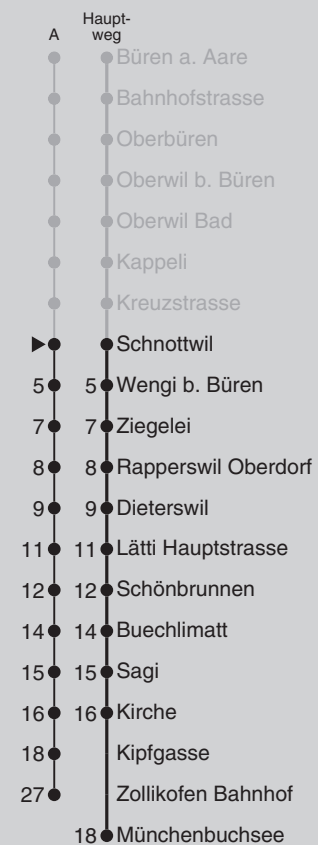 A Haupt-
weg
Büren a. Aare
Bahnhofstrasse
Oberbüren
Oberwil b. Büren
Oberwil Bad
Kappeli
Kreuzstrasse
Schnottwil
5 5 Wengi b. Büren
7 7 Ziegelei
8 8 Rapperswil Oberdorf
9 9 Dieterswil
11 11 Lätti Hauptstrasse
12 12 Schönbrunnen
14 14 Buechlimatt
15 15 Sagi
16 16 Kirche
18 Kipfgasse
27 Zollikofen Bahnhof
18 Münchenbuchsee